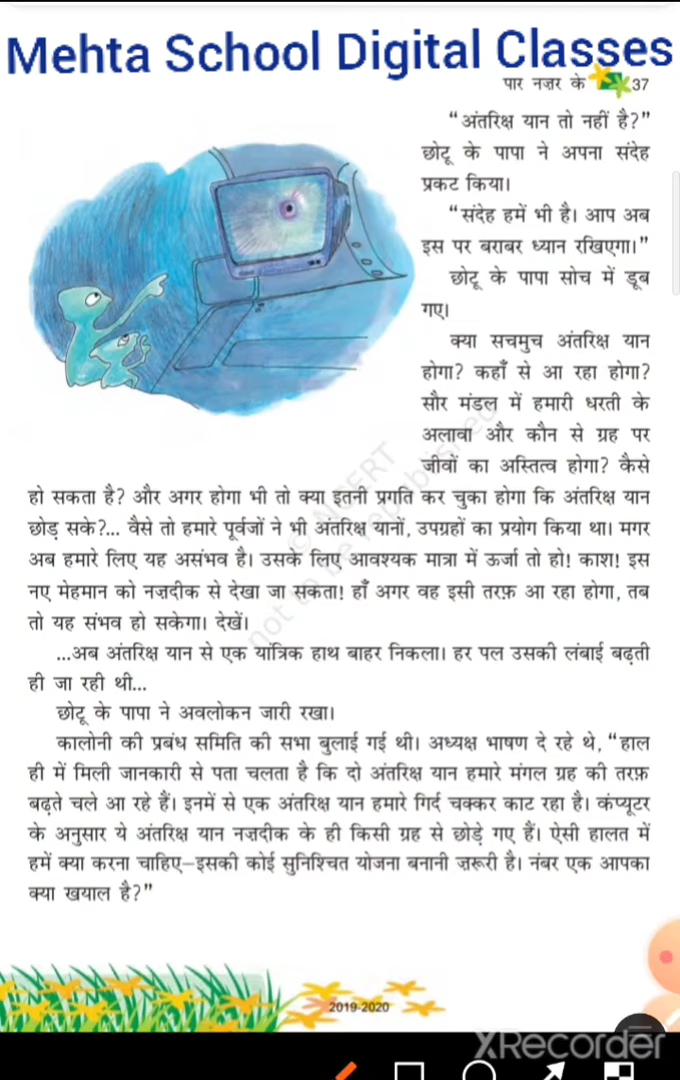 Mehta School Digital Classes
पार नज़र के 37
“अंतरिक्ष यान तो नहीं है?”
छोटू के पापा ने अपना संदेह
प्रकट किया।
“संदेह हमें भी है। आप अब
इस पर बराबर ध्यान रखिएगा।”
छोटू के पापा सोच में डूब
गए।
क्या सचमुच अंतरिक्ष यान
होगा? कहाँ से आ रहा होगा?
सौर मंडल में हमारी धरती के
अलावा और कौन से ग्रह पर
जीवों का अस्तित्व होगा? कैसे
हो सकता है? और अगर होगा भी तो क्या इतनी प्रगति कर चुका होगा कि अंतरिक्ष यान
छोड़ सके?... वैसे तो हमारे पूर्वजों ने भी अंतरिक्ष यानों, उपग्रहों का प्रयोग किया था। मगर
अब हमारे लिए यह असंभव है। उसके लिए आवश्यक मात्रा में ऊर्जा तो हो! काश! इस
नए मेहमान को नज़दीक से देखा जा सकता! हाँ अगर वह इसी तरफ़ आ रहा होगा, तब
तो यह संभव हो सकेगा। देखें।
...अब अंतरिक्ष यान से एक यांत्रिक हाथ बाहर निकला। हर पल उसकी लंबाई बढ़ती
ही जा रही थी...
छोटू के पापा ने अवलोकन जारी रखा।
कालोनी की प्रबंध समिति की सभा बुलाई गई थी। अध्यक्ष भाषण दे रहे थे, “हाल
ही में मिली जानकारी से पता चलता है कि दो अंतरिक्ष यान हमारे मंगल ग्रह की तरफ़
बढ़ते चले आ रहे हैं। इनमें से एक अंतरिक्ष यान हमारे गिर्द चक्कर काट रहा है। कंप्यूटर
के अनुसार ये अंतरिक्ष यान नज़दीक के ही किसी ग्रह से छोड़े गए हैं। ऐसी हालत में
हमें क्या करना चाहिए–इसकी कोई सुनिश्चित योजना बनानी ज़रूरी है। नंबर एक आपका
क्या खयाल है?”
© NCERT
not to be republished
2019-2020
XRecorder